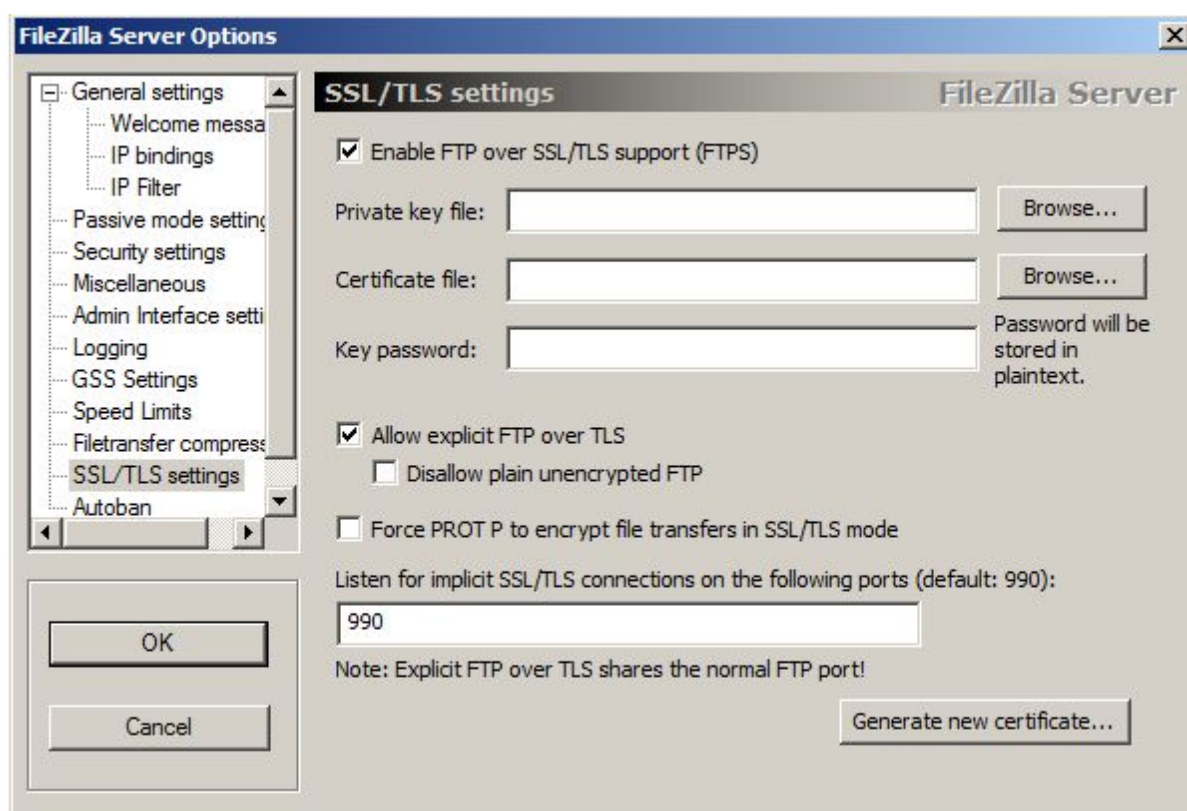 FileZilla Server Options
General settings
Welcome messa
IP bindings
IP Filter
Passive mode setting
Security settings
Miscellaneous
Admin Interface setti
Logging
GSS Settings
Speed Limits
Filetransfer compress
SSL/TLS settings
Autoban
OK
Cancel
SSL/TLS settings
FileZilla Server
Enable FTP over SSL/TLS support (FTPS)
Private key file:
Browse...
Certificate file:
Browse...
Key password:
Password will be
stored in
plaintext.
Allow explicit FTP over TLS
Disallow plain unencrypted FTP
Force PROT P to encrypt file transfers in SSL/TLS mode
Listen for implicit SSL/TLS connections on the following ports (default: 990):
990
Note: Explicit FTP over TLS shares the normal FTP port!
Generate new certificate...